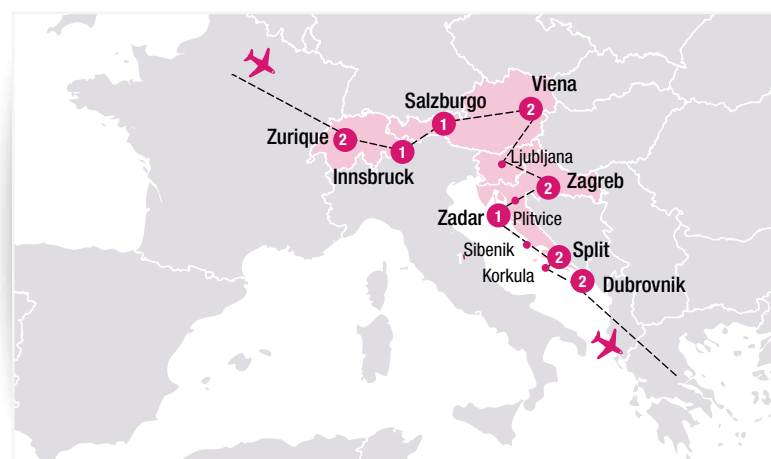 Viena
2
Salzburgo
1
Zurique
2
1
Innsbruck
Ljubljana
2
Zagreb
Zadar
1
Plitvice
Sibenik
2
Split
Korkula
2
Dubrovnik